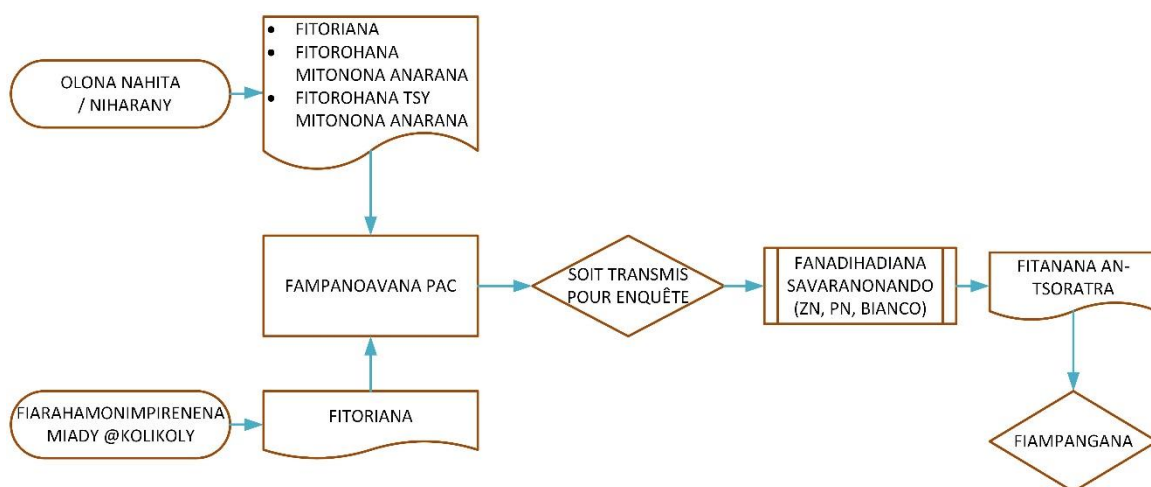 OLONA NAHITA
/ NIHARANY
• FITORIANA
• FITOROHANA
MITONONA ANARANA
• FITOROHANA TSY
MITONONA ANARANA
FAMPANOAVANA PAC
SOIT TRANSMIS
POUR ENQUÊTE
FANADIHADIANA
SAVARANONANDO
(ZN, PN, BIANCO)
FITANANA AN-
TSORATRA
FIARAHAMONIMPIRENENA
MIADY @KOLIKOLY
FITORIANA
FIAMPANGANA